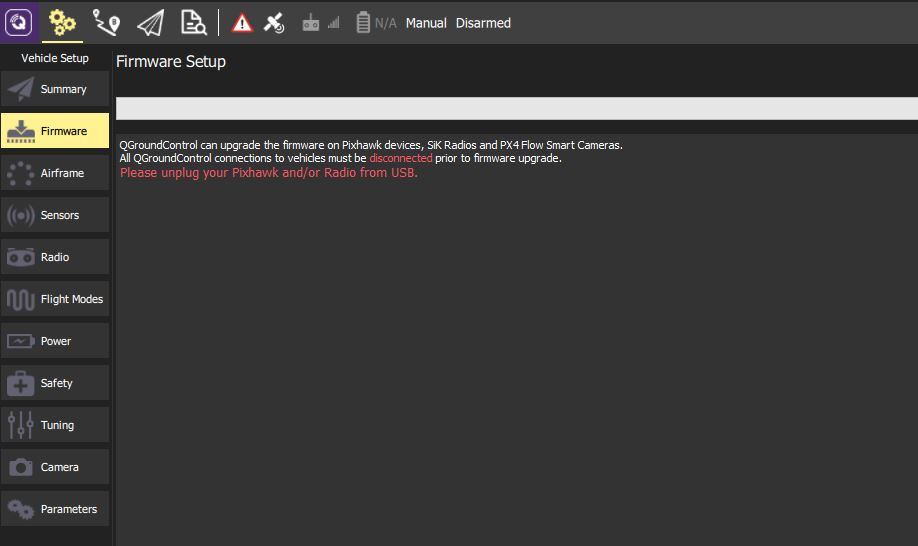 N/A Manual Disarmed
Vehicle Setup
Firmware Setup
Summary
Firmware
Airframe
Sensors
Radio
Flight Modes
Power
Safety
Tuning
Camera
Parameters
QGroundControl can upgrade the firmware on Pixhawk devices, SiK Radios and PX4 Flow Smart Cameras.
All QGroundControl connections to vehicles must be disconnected prior to firmware upgrade.
Please unplug your Pixhawk and/or Radio from USB.